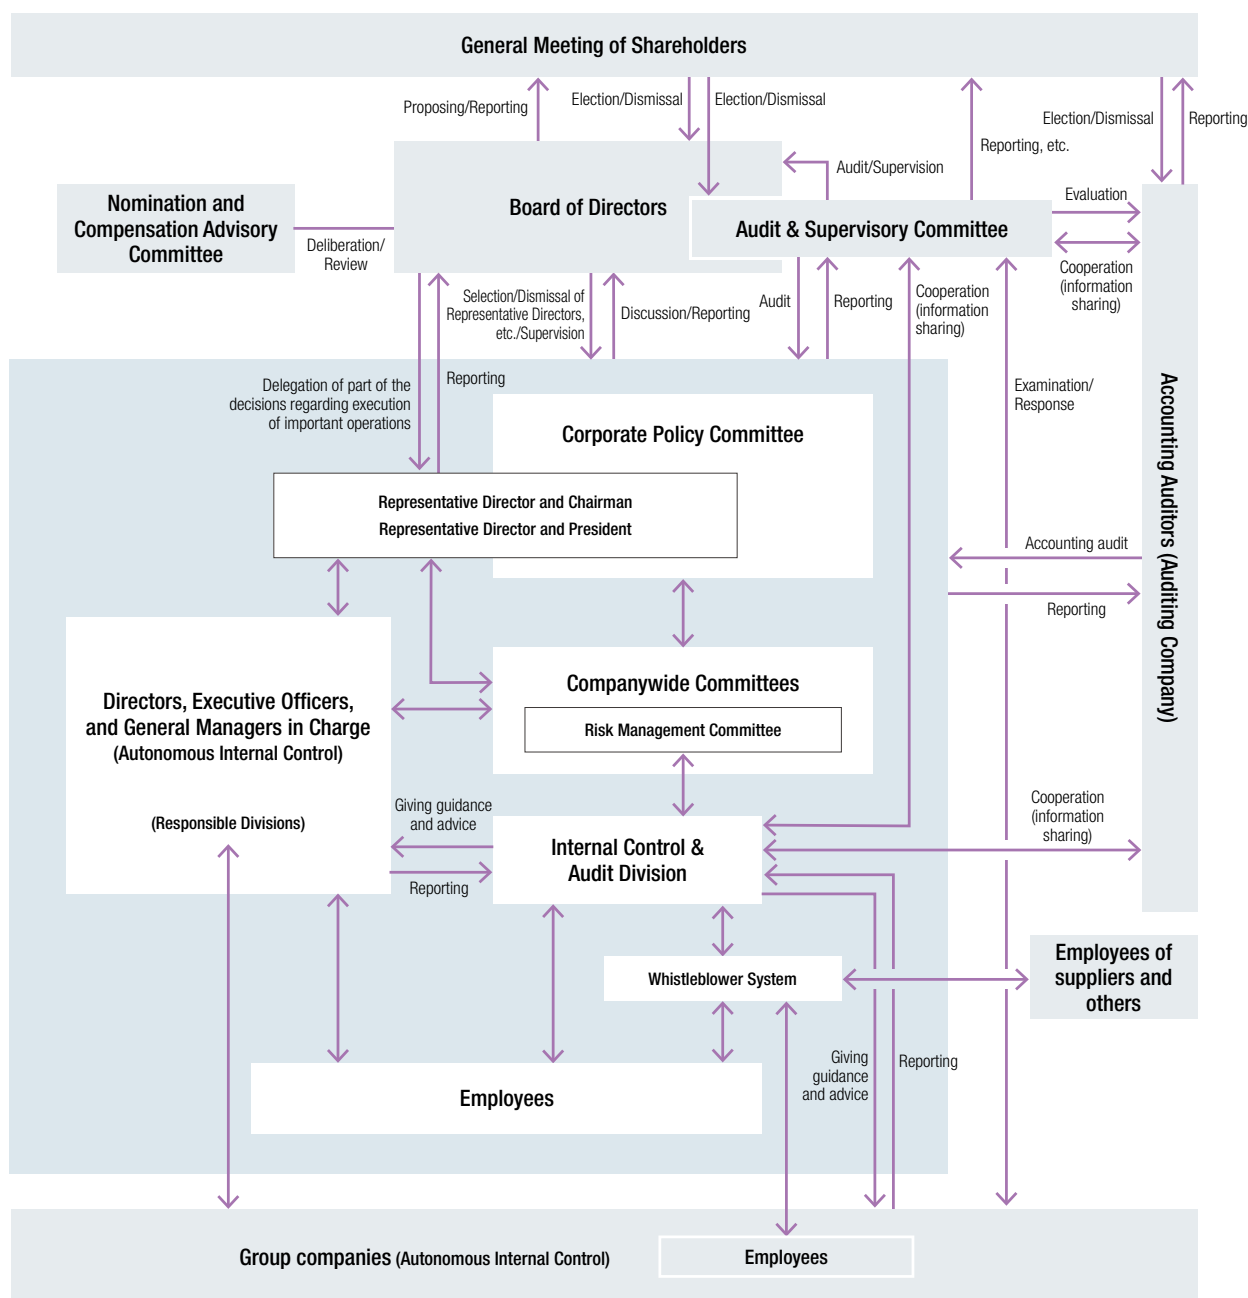 General Meeting of Shareholders
Proposing/Reporting
Election/Dismissal
Election/Dismissal
Reporting, etc.
Election/Dismissal
Reporting
Board of Directors
Audit/Supervision
Nomination and
Compensation Advisory
Committee
Deliberation/
Review
Audit & Supervisory Committee
Evaluation
Cooperation
(information
sharing)
Selection/Dismissal of
Representative Directors,
etc./Supervision
Discussion/Reporting
Audit
Reporting
Cooperation
(information
sharing)
Accounting Auditors (Auditing Company)
Delegation of part of the
decisions regarding execution
of important operations
Reporting
Examination/
Response
Corporate Policy Committee
Representative Director and Chairman
Representative Director and President
Accounting audit
Reporting
Directors, Executive Officers,
and General Managers in Charge
(Autonomous Internal Control)
(Responsible Divisions)
Companywide Committees
Risk Management Committee
Giving guidance
and advice
Reporting
Internal Control &
Audit Division
Cooperation
(information
sharing)
Whistleblower System
Employees of
suppliers and
others
Employees
Giving
guidance
and advice
Reporting
Group companies (Autonomous Internal Control)
Employees